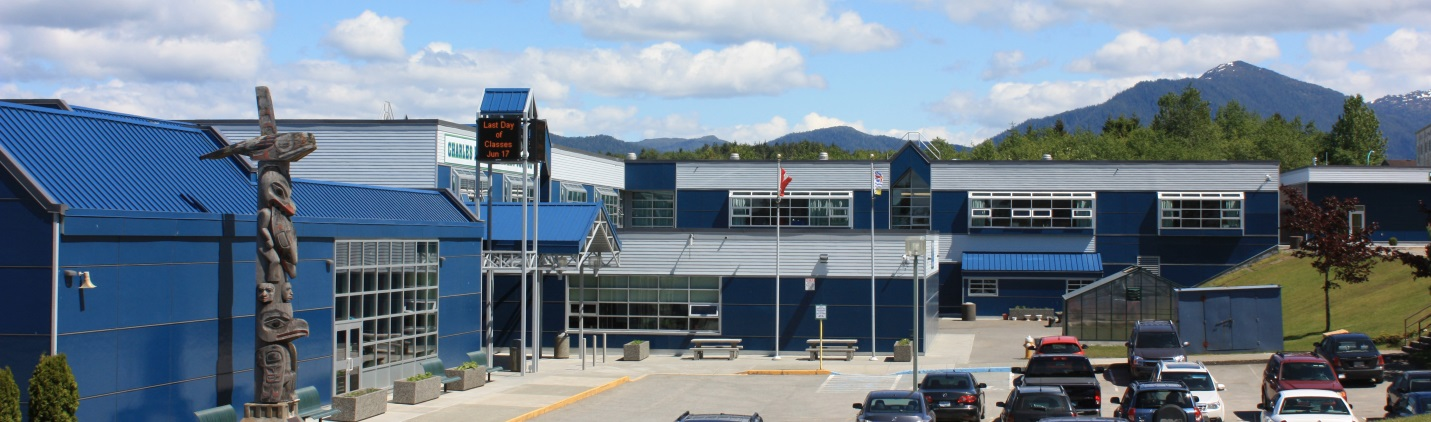 CHARLES
Last Day
of
Classes
Jun 17